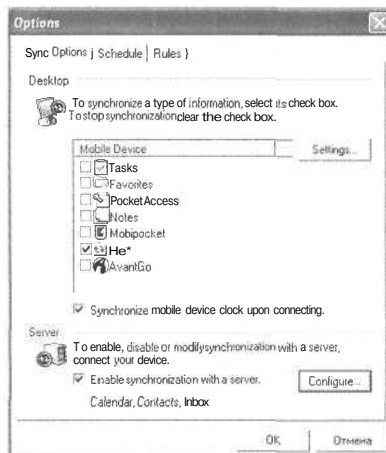 Options
Sync Options j Schedule | Rules }
Desktop
To synchronize a type of information, select its check box.
To stop synchronization clear the check box.
Mobile Device
Settings...
Tasks
Favorites
Pocket Access
Notes
Mobipocket
He*
AvantGo
Synchronize mobile device clock upon connecting.
Server
To enable, disable or modify synchronization with a server,
connect your device.
Enable synchronization with a server.
Configure...
Calendar, Contacts, Inbox
OK
Отмена